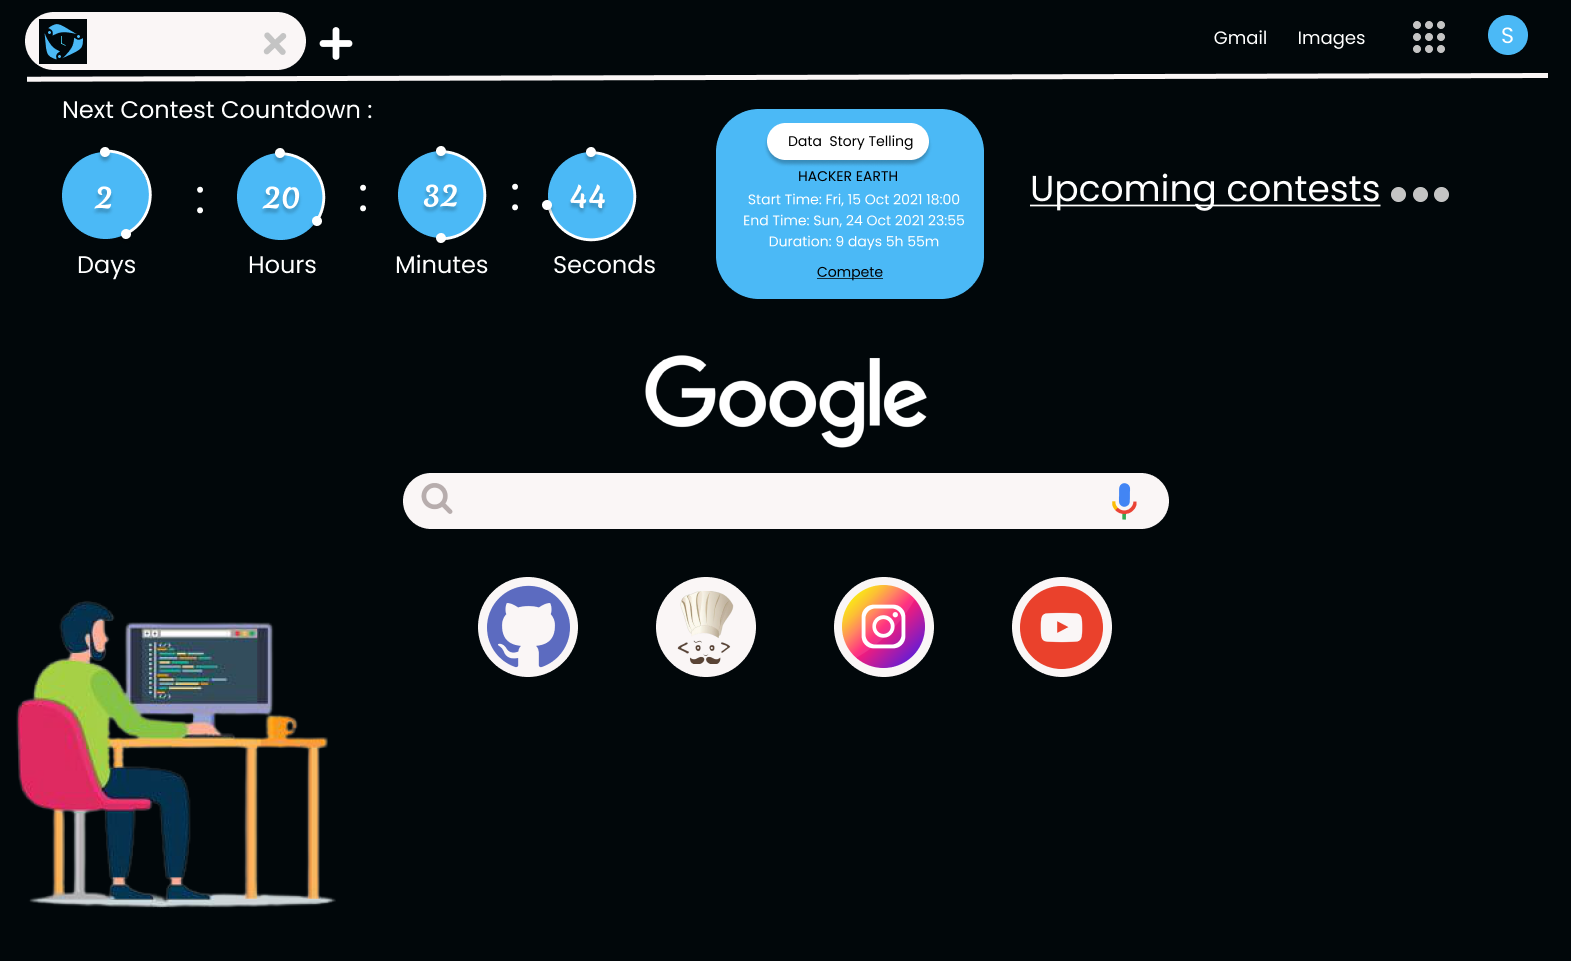 Gmail Images
S
Next Contest Countdown :
2 : 20 : 32 : 44
Days Hours Minutes Seconds
Data Story Telling
HACKER EARTH
Start Time: Fri, 15 Oct 2021 18:00
End Time: Sun, 24 Oct 2021 23:55
Duration: 9 days 5h 55m
Compete
Upcoming contests
Google